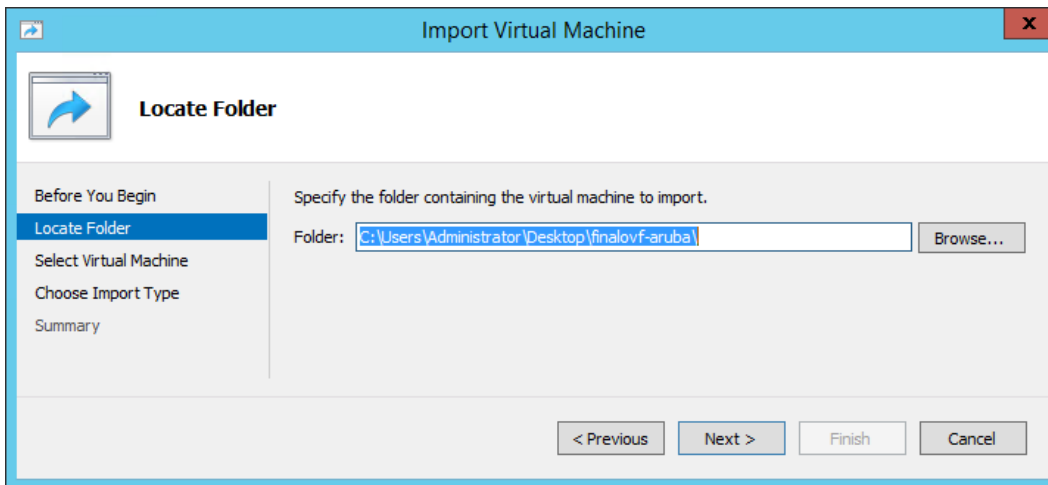 Import Virtual Machine
x
Locate Folder
Before You Begin
Locate Folder
Select Virtual Machine
Choose Import Type
Summary
Specify the folder containing the virtual machine to import.
Folder: C:\Users\Administrator\Desktop\finalovf-aruba\ Browse...
< Previous Next > Finish Cancel